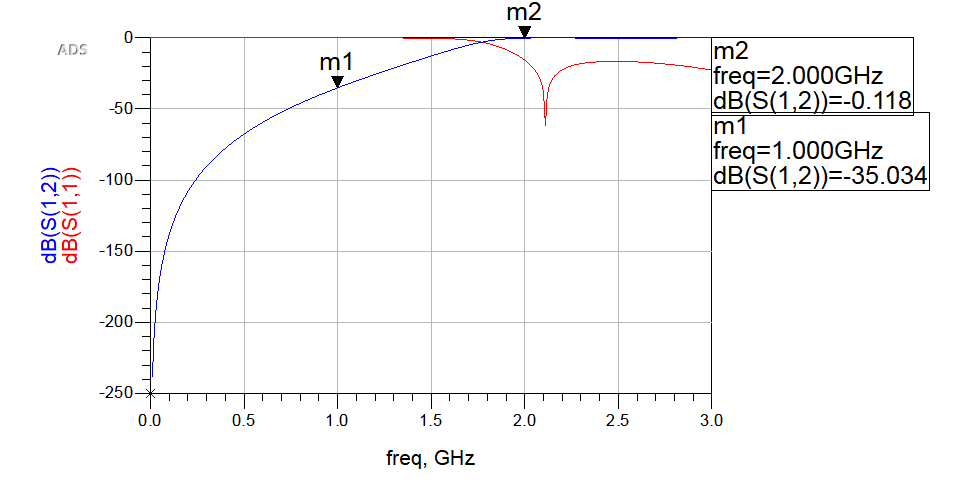 m2
ADS
m1
0
-50
-100
-150
-200
-250
dB(S(1,2))
dB(S(1,1))
0.0 0.5 1.0 1.5 2.0 2.5 3.0
freq, GHz
m2
freq=2.000GHz
dB(S(1,2))=-0.118
m1
freq=1.000GHz
dB(S(1,2))=-35.034